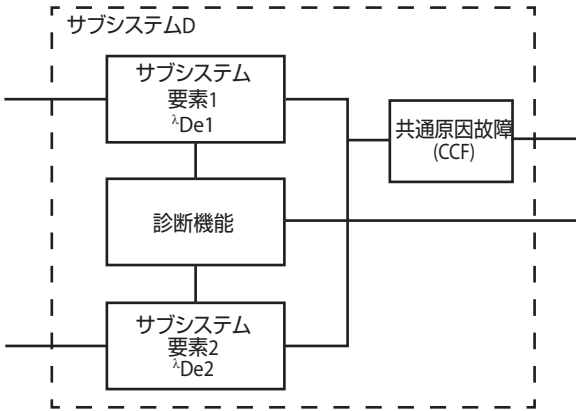 サブシステムD
サブシステム
要素1
λDe1
共通原因故障
(CCF)
診断機能
サブシステム
要素2
λDe2